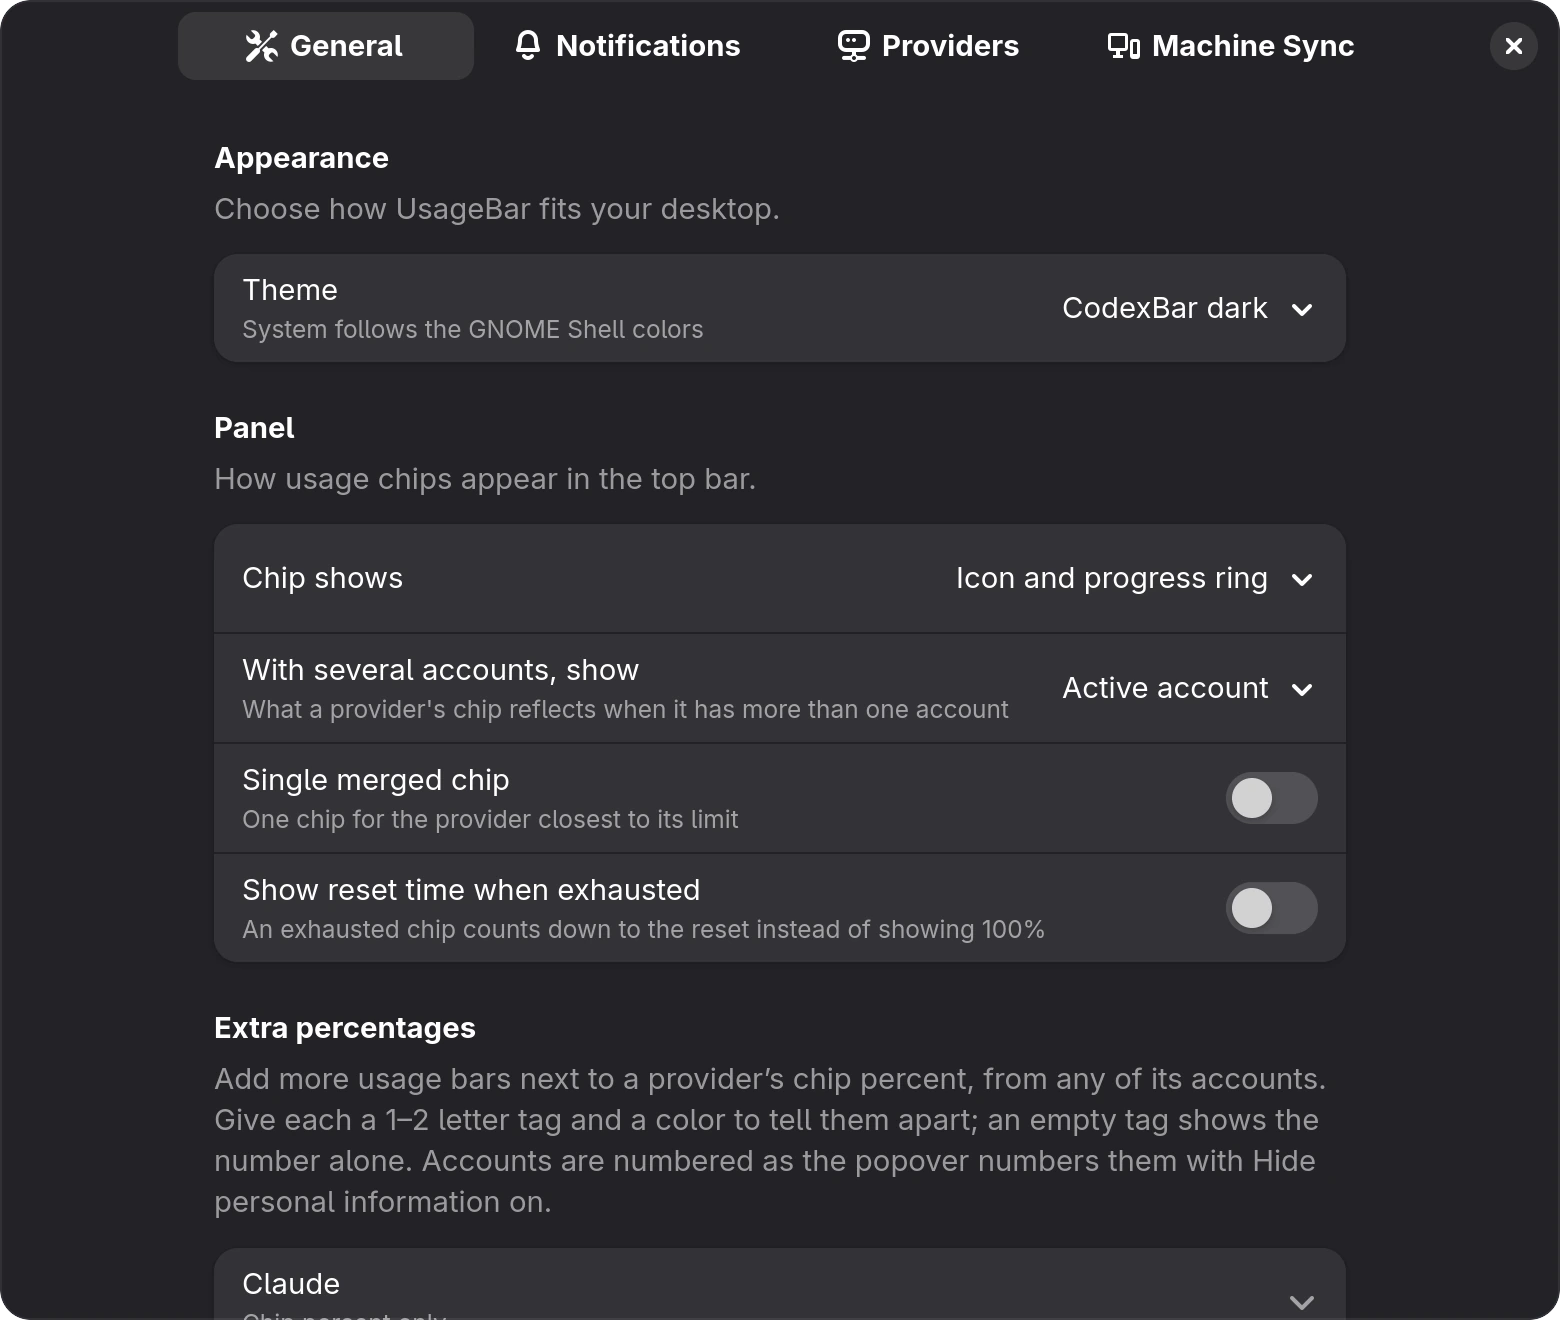 General
Notifications
Providers
Machine Sync
Appearance
Choose how UsageBar fits your desktop.
Theme
CodexBar dark
System follows the GNOME Shell colors
Panel
How usage chips appear in the top bar.
Chip shows
Icon and progress ring
With several accounts, show
Active account
What a provider's chip reflects when it has more than one account
Single merged chip
One chip for the provider closest to its limit
Show reset time when exhausted
An exhausted chip counts down to the reset instead of showing 100%
Extra percentages
Add more usage bars next to a provider’s chip percent, from any of its accounts.
Give each a 1–2 letter tag and a color to tell them apart; an empty tag shows the
number alone. Accounts are numbered as the popover numbers them with Hide
personal information on.
Claude
Chip percent only